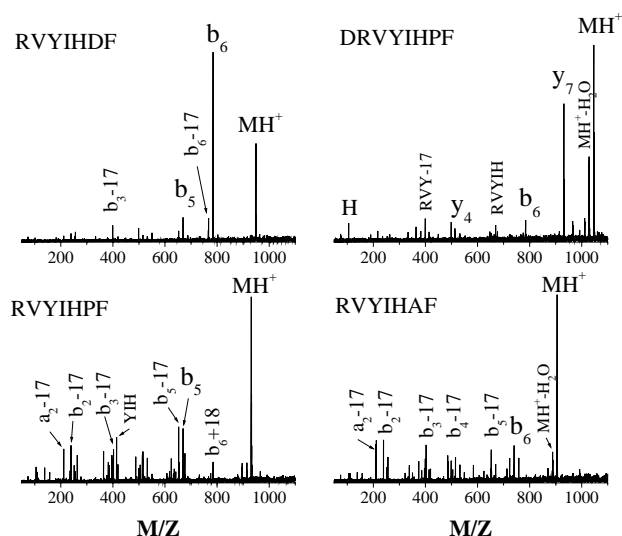 RVYIHDF
b₆
MH⁺
b₆-17
b₅
b₃-17
200 400 600 800 1000
DRVYIHPF
MH⁺
y₇
MH⁺-H₂O
RVY-17
RVYIH
H
y₄
b₆
200 400 600 800 1000
RVYIHPF
MH⁺
a₂-17
b₂-17
b₃-17
YIH
b₅-17
b₅
b₆+18
200 400 600 800 1000
M/Z
RVYIHAF
MH⁺
a₂-17
b₂-17
b₃-17
b₄-17
b₅-17
b₆
MH⁺-H₂O
200 400 600 800 1000
M/Z